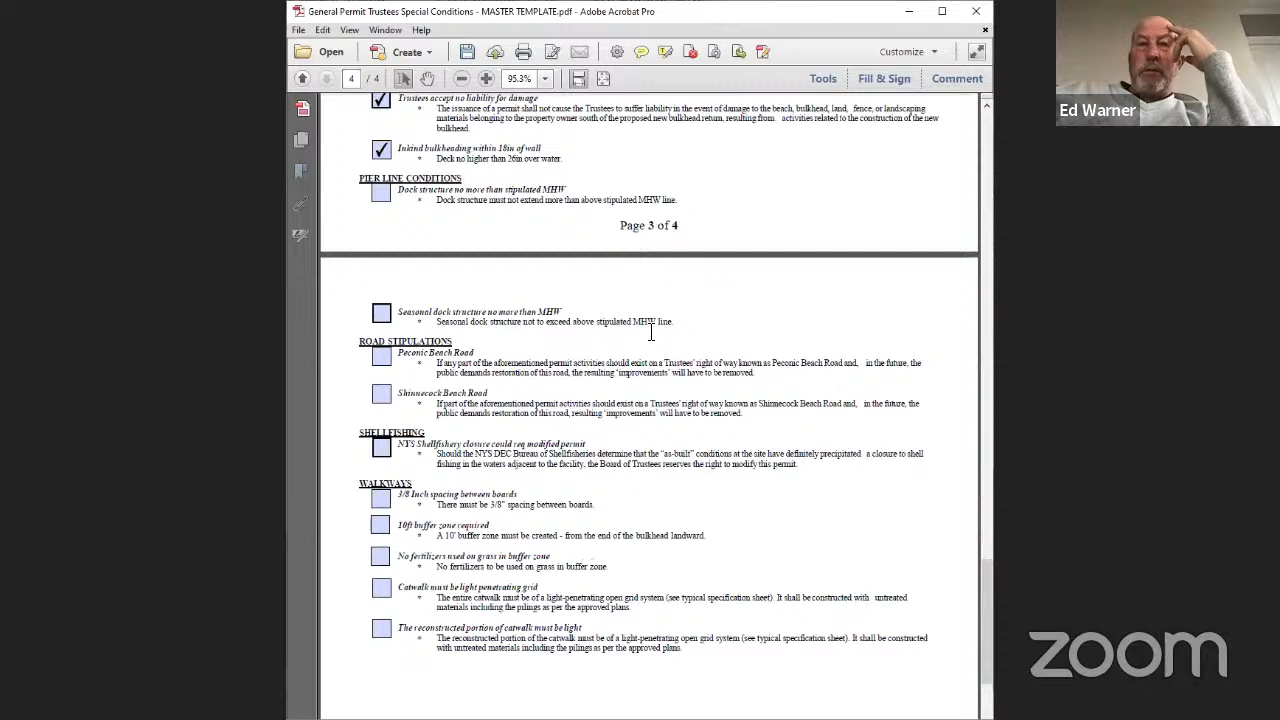 General Permit Trustees Special Conditions - MASTER TEMPLATE.pdf - Adobe Acrobat Pro
File Edit View Window Help
Open Create Customize
4 / 4 95.3% Tools Fill & Sign Comment
Ed Warner
Trustees accept no liability for damage
* The issuance of a permit shall not cause the Trustees to suffer liability in the event of damage to the beach, bulkhead, land, fence, or landscaping
materials belonging to the property owner south of the proposed new bulkhead return, resulting from activities related to the construction of the new
bulkhead.
Inkind bulkheading within 18in of wall
* Deck no higher than 26in over water.
PIER LINE CONDITIONS
Dock structure no more than stipulated MHW
* Dock structure must not extend more than above stipulated MHW line.
Page 3 of 4
Seasonal dock structure no more than MHW
* Seasonal dock structure not to exceed above stipulated MHW line.
ROAD STIPULATIONS
Peconic Beach Road
* If any part of the aforementioned permit activities should exist on a Trustees' right of way known as Peconic Beach Road and, in the future, the
public demands restoration of this road, the resulting 'improvements' will have to be removed.
Shinnecock Beach Road
* If part of the aforementioned permit activities should exist on a Trustees' right of way known as Shinnecock Beach Road and, in the future, the
public demands restoration of this road, resulting 'improvements' will have to be removed.
SHELLFISHING
NYS Shellfishery closure could req modified permit
* Should the NYS DEC Bureau of Shellfisheries determine that the "as-built" conditions at the site have definitely precipitated a closure to shell
fishing in the waters adjacent to the facility, the Board of Trustees reserves the right to modify this permit.
WALKWAYS
3/8 Inch spacing between boards
* There must be 3/8" spacing between boards.
10ft buffer zone required
* A 10' buffer zone must be created - from the end of the bulkhead landward.
No fertilizers used on grass in buffer zone
* No fertilizers to be used on grass in buffer zone.
Catwalk must be light penetrating grid
* The entire catwalk must be of a light-penetrating open grid system (see typical specification sheet). It shall be constructed with untreated
materials including the pilings as per the approved plans.
The reconstructed portion of catwalk must be light
* The reconstructed portion of the catwalk must be of a light-penetrating open grid system (see typical specification sheet). It shall be constructed
with untreated materials including the pilings as per the approved plans.
zoom